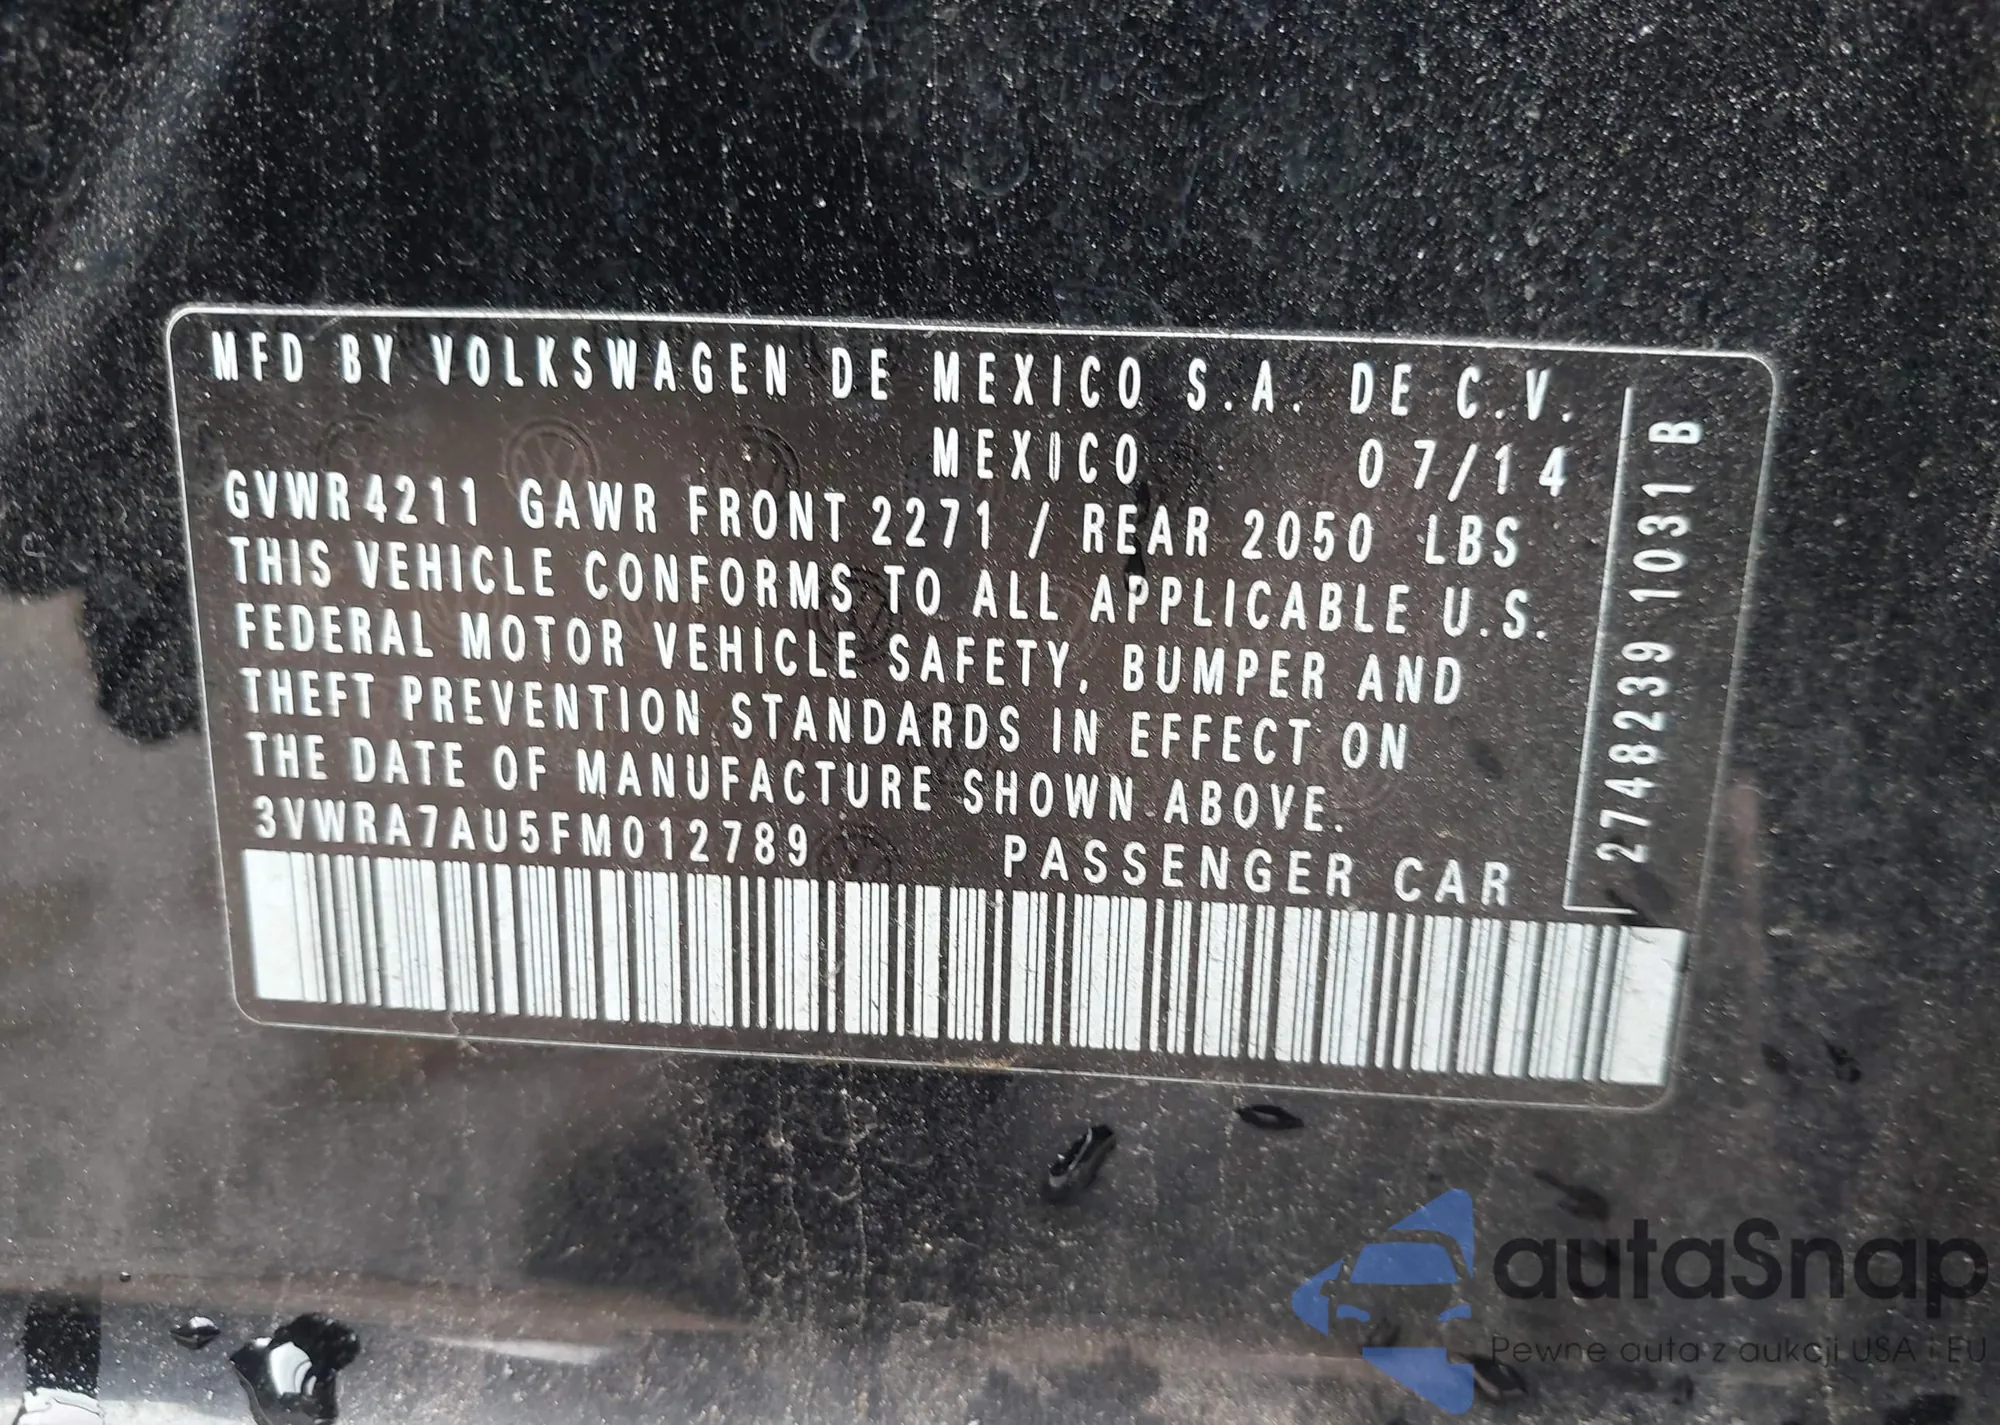 MFD BY VOLKSWAGEN DE MEXICO S.A. DE C.V.
MEXICO 07/14
GVWR 4211 GAWR FRONT 2271 / REAR 2050 LBS
THIS VEHICLE CONFORMS TO ALL APPLICABLE U.S.
FEDERAL MOTOR VEHICLE SAFETY, BUMPER AND
THEFT PREVENTION STANDARDS IN EFFECT ON
THE DATE OF MANUFACTURE SHOWN ABOVE.
3VWRA7AU5FM012789 PASSENGER CAR
2748239 1031 B
autaSnap
Pewne auta z aukcji USA i EU